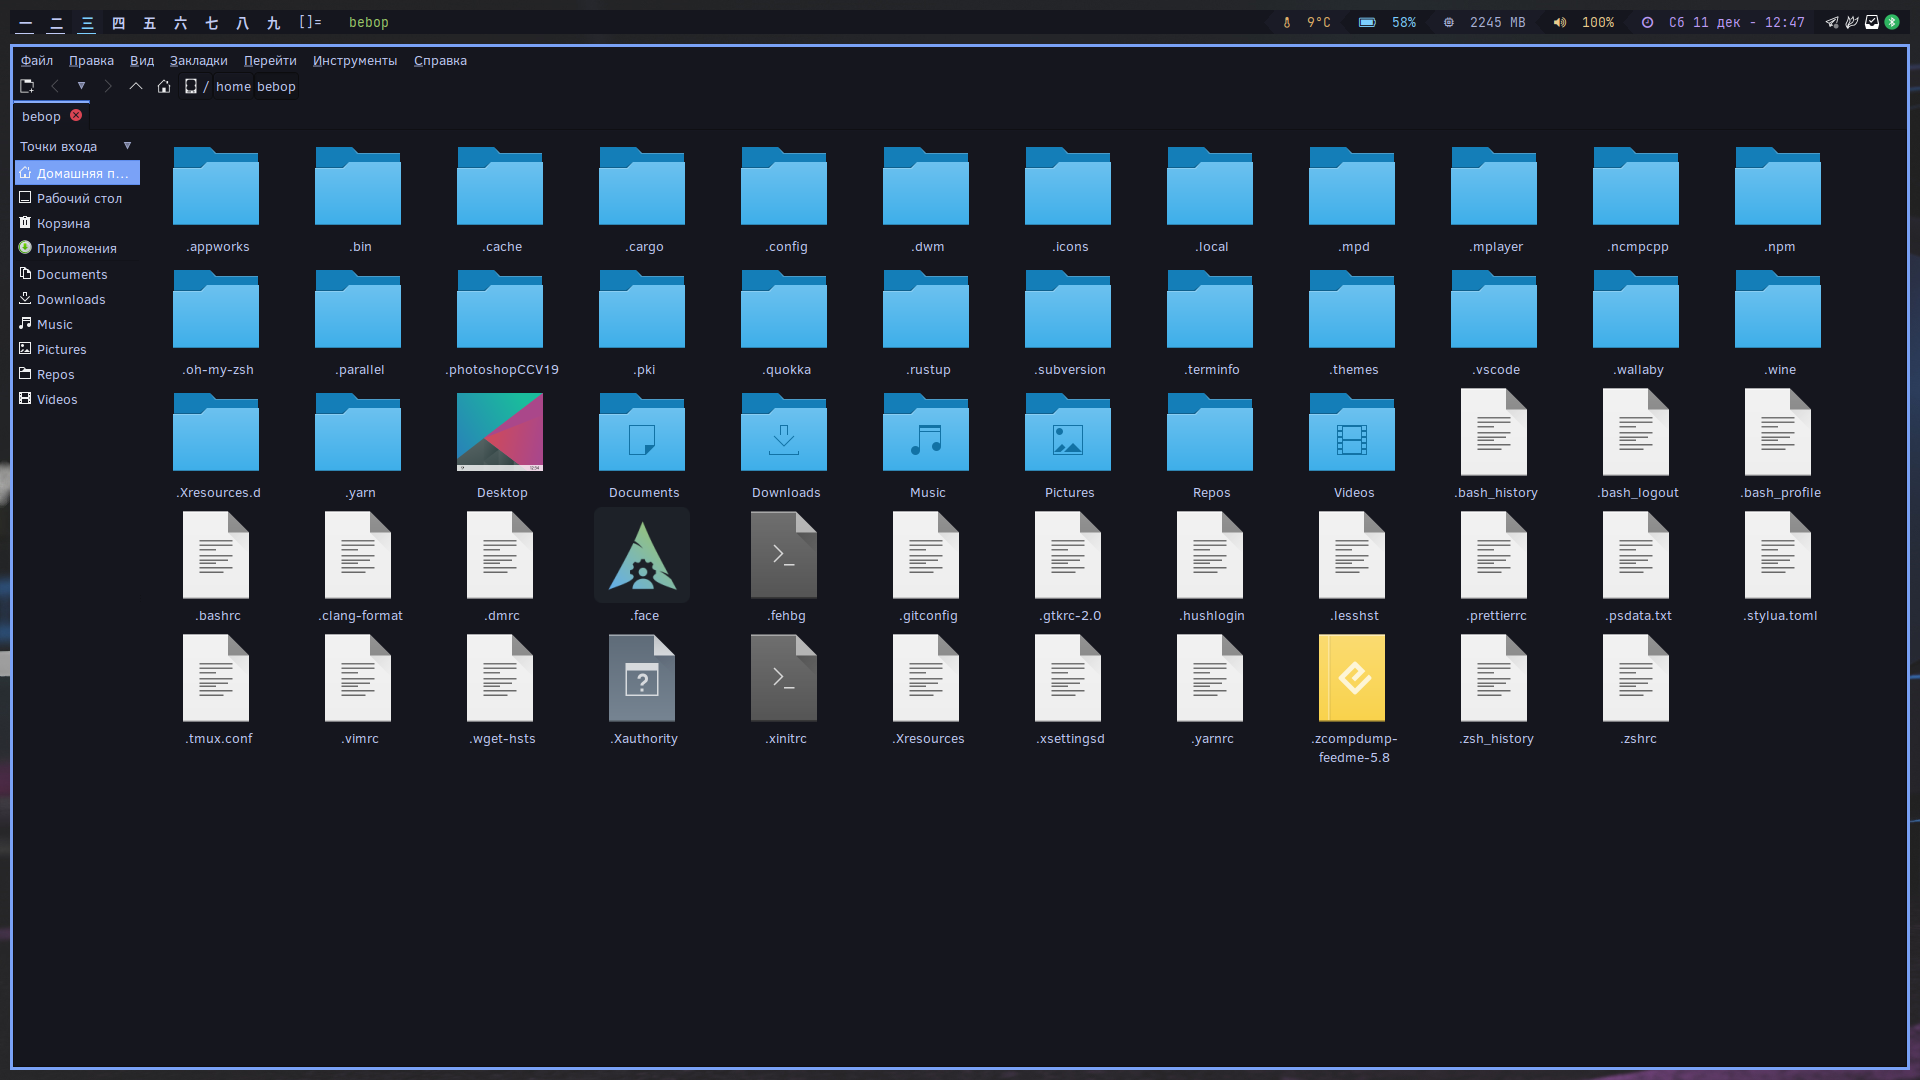 一 二 三 四 五 六 七 八 九 []= bebop 9°C 58% 2245 MB 100% Сб 11 дек - 12:47
Файл Правка Вид Закладки Перейти Инструменты Справка
/ home bebop
bebop
Точки входа
Домашняя п...
Рабочий стол
Корзина
Приложения
Documents
Downloads
Music
Pictures
Repos
Videos
.appworks .bin .cache .cargo .config .dwm .icons .local .mpd .mplayer .ncmpcpp .npm
.oh-my-zsh .parallel .photoshopCCV19 .pki .quokka .rustup .subversion .terminfo .themes .vscode .wallaby .wine
.Xresources.d .yarn Desktop Documents Downloads Music Pictures Repos Videos .bash_history .bash_logout .bash_profile
.bashrc .clang-format .dmrc .face .fehbg .gitconfig .gtkrc-2.0 .hushlogin .lesshst .prettierrc .psdata.txt .stylua.toml
.tmux.conf .vimrc .wget-hsts .Xauthority .xinitrc .Xresources .xsettingsd .yarnrc .zcompdump- .zsh_history .zshrc
feedme-5.8